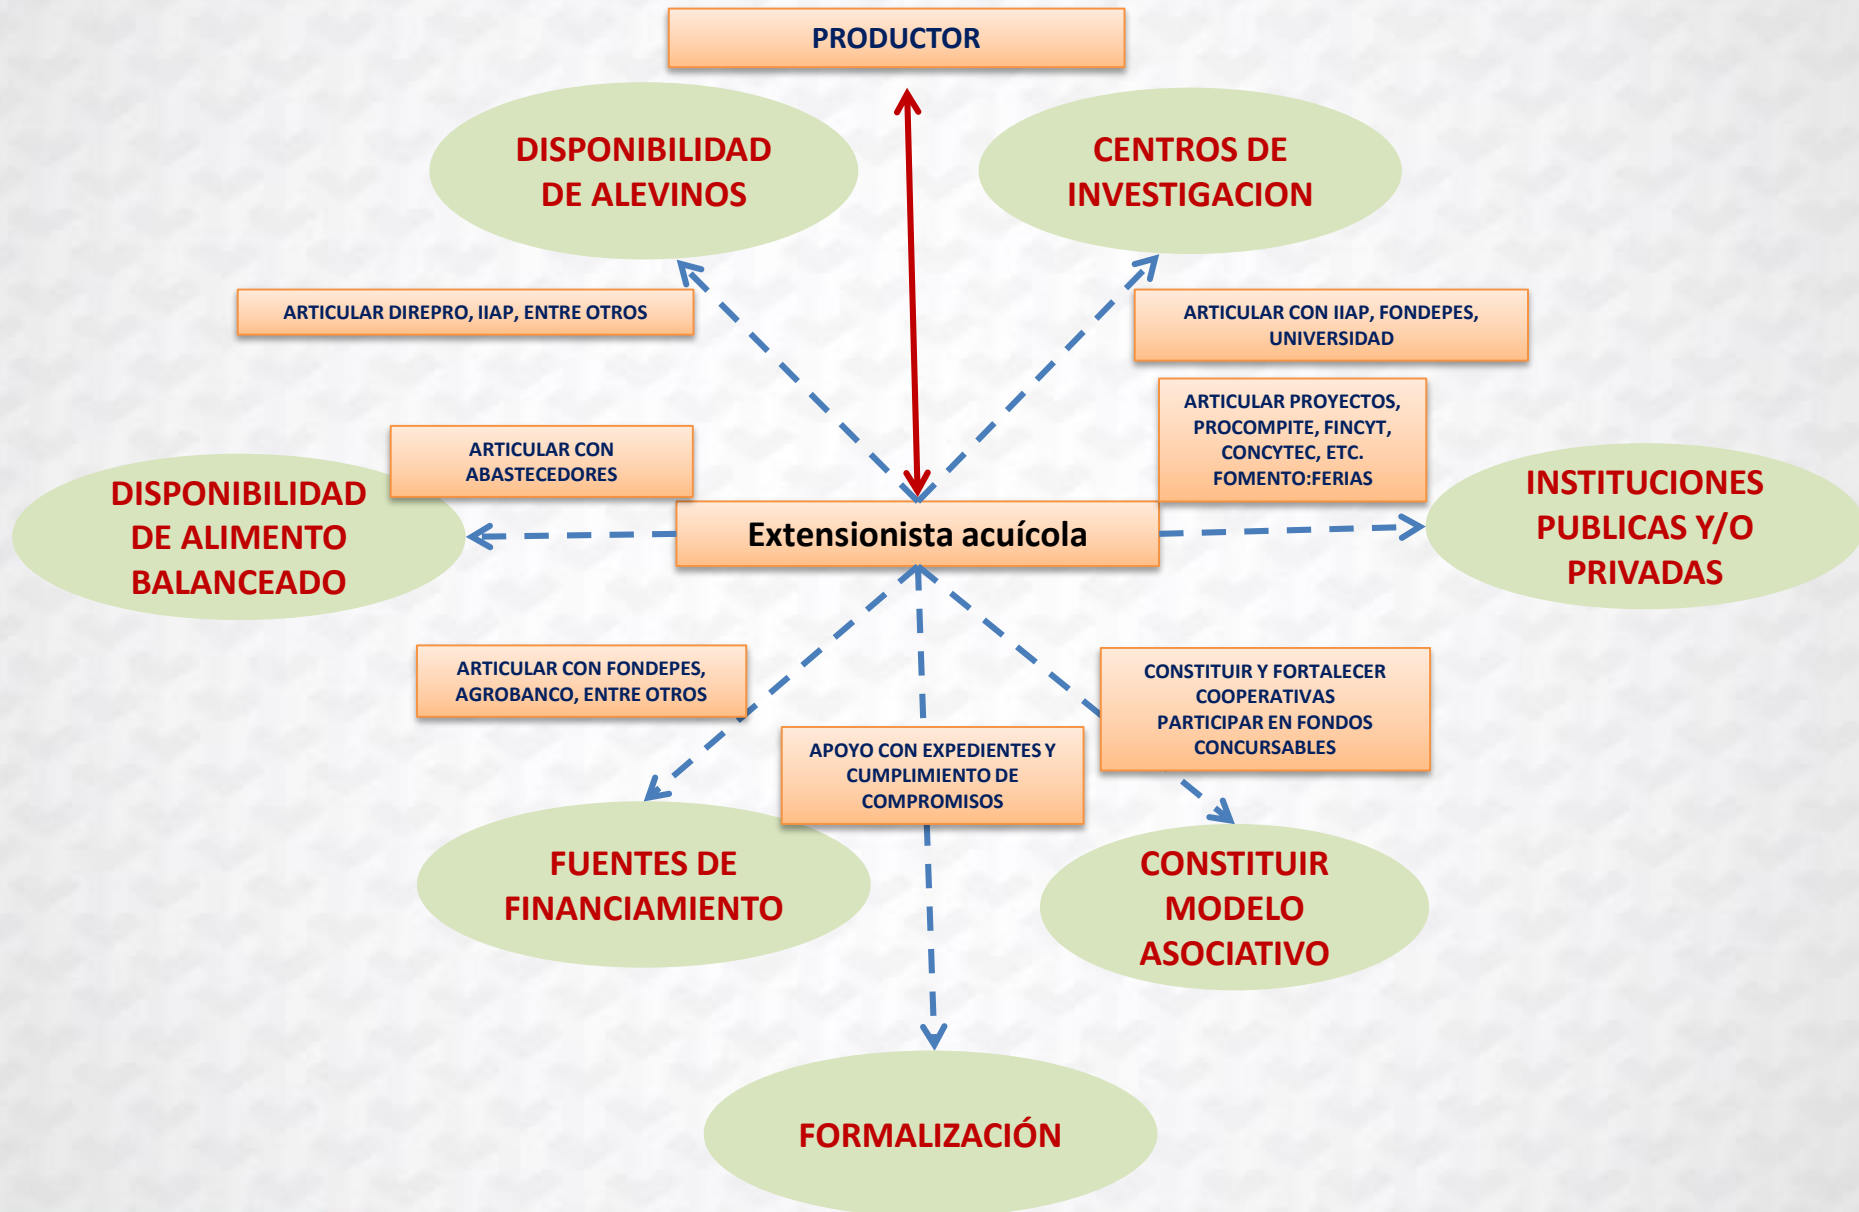 PRODUCTOR
DISPONIBILIDAD
DE ALEVINOS
CENTROS DE
INVESTIGACION
ARTICULAR DIREPRO, IIAP, ENTRE OTROS
ARTICULAR CON IIAP, FONDEPES,
UNIVERSIDAD
ARTICULAR CON
ABASTECEDORES
ARTICULAR PROYECTOS,
PROCOMPITE, FINCYT,
CONCYTEC, ETC.
FOMENTO:FERIAS
DISPONIBILIDAD
DE ALIMENTO
BALANCEADO
Extensionista acuícola
INSTITUCIONES
PUBLICAS Y/O
PRIVADAS
ARTICULAR CON FONDEPES,
AGROBANCO, ENTRE OTROS
APOYO CON EXPEDIENTES Y
CUMPLIMIENTO DE
COMPROMISOS
CONSTITUIR Y FORTALECER
COOPERATIVAS
PARTICIPAR EN FONDOS
CONCURSABLES
FUENTES DE
FINANCIAMIENTO
CONSTITUIR
MODELO
ASOCIATIVO
FORMALIZACIÓN